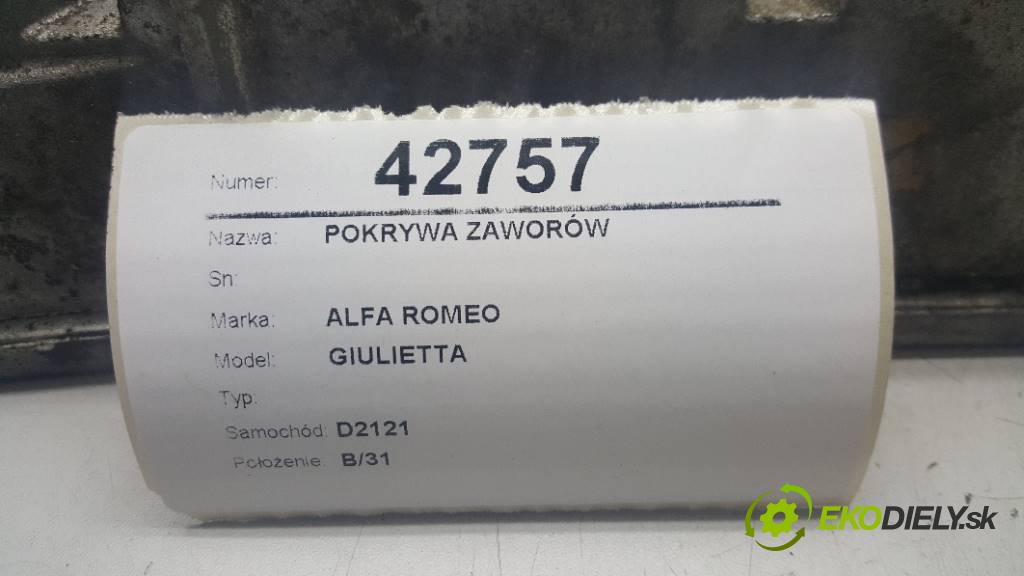 Numer: 42757
Nazwa: POKRYWA ZAWORÓW
Sn:
Marka: ALFA ROMEO
Model: GIULIETTA
Typ:
Samochód: D2121
Położenie: B/31
EKODIELY.sk